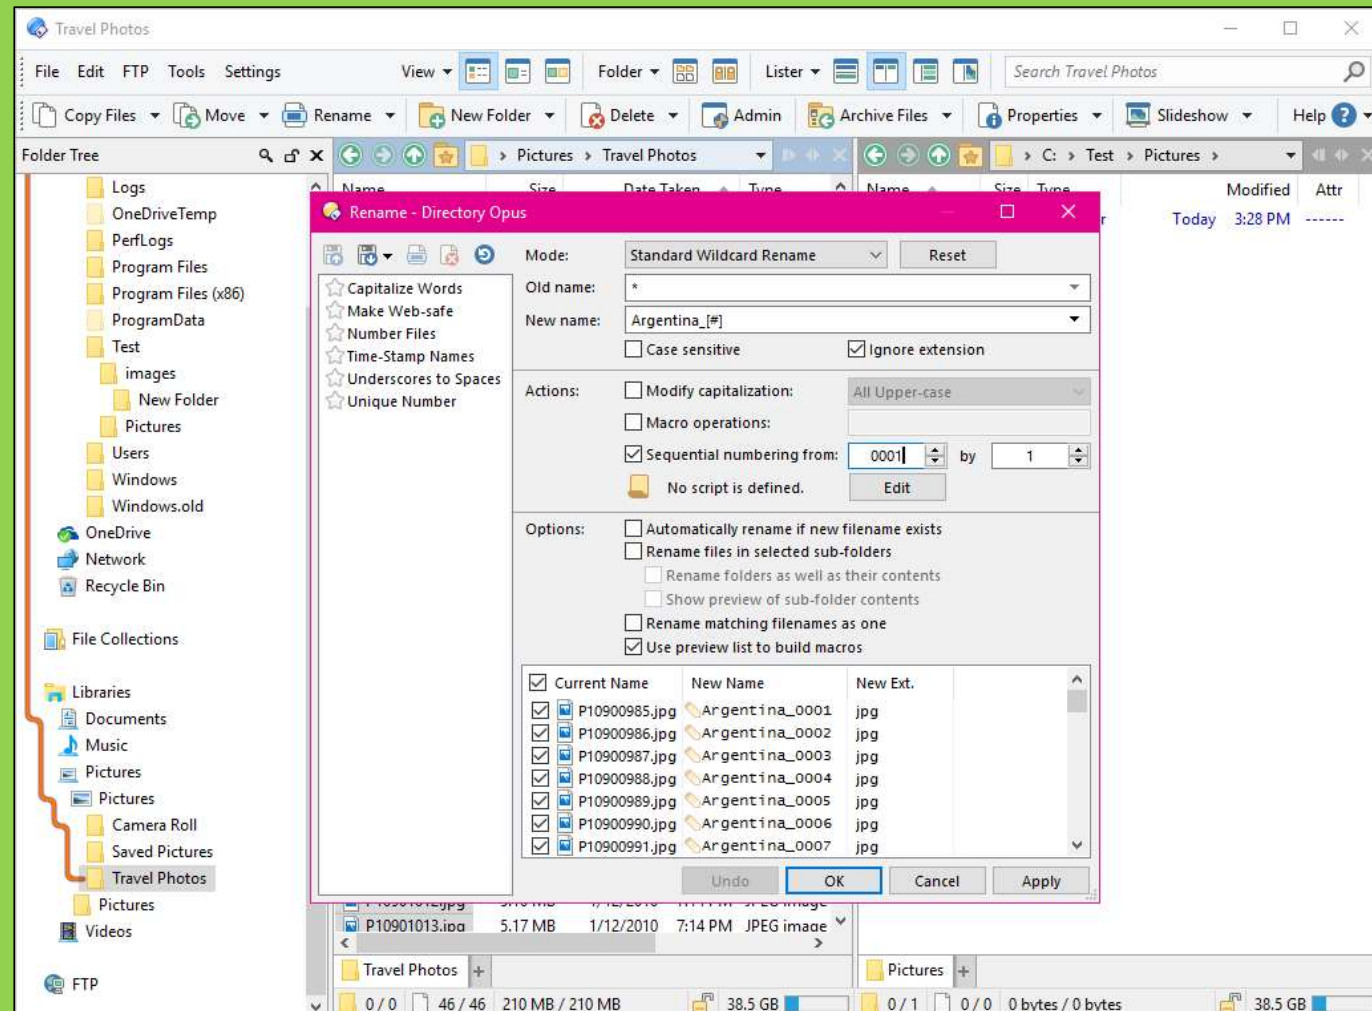 Travel Photos
File Edit FTP Tools Settings View Folder Lister Search Travel Photos
Copy Files Move Rename New Folder Delete Admin Archive Files Properties Slideshow Help
Folder Tree
Pictures Travel Photos
C: Test Pictures
Name Size Date Taken Type
Name Size Type Modified Attr
Today 3:28 PM ------
Logs
OneDriveTemp
PerfLogs
Program Files
Program Files (x86)
ProgramData
Test
images
New Folder
Pictures
Users
Windows
Windows.old
OneDrive
Network
Recycle Bin
File Collections
Libraries
Documents
Music
Pictures
Pictures
Camera Roll
Saved Pictures
Travel Photos
Pictures
Videos
FTP
Rename - Directory Opus
Capitalize Words
Make Web-safe
Number Files
Time-Stamp Names
Underscores to Spaces
Unique Number
Mode: Standard Wildcard Rename Reset
Old name: *
New name: Argentina_[#]
Case sensitive Ignore extension
Actions: Modify capitalization: All Upper-case
Macro operations:
Sequential numbering from: 0001 by 1
No script is defined. Edit
Options: Automatically rename if new filename exists
Rename files in selected sub-folders
Rename folders as well as their contents
Show preview of sub-folder contents
Rename matching filenames as one
Use preview list to build macros
Current Name New Name New Ext.
P10900985.jpg Argentina_0001 jpg
P10900986.jpg Argentina_0002 jpg
P10900987.jpg Argentina_0003 jpg
P10900988.jpg Argentina_0004 jpg
P10900989.jpg Argentina_0005 jpg
P10900990.jpg Argentina_0006 jpg
P10900991.jpg Argentina_0007 jpg
Undo OK Cancel Apply
P10901013.jpg 5.17 MB 1/12/2010 7:14 PM JPEG image
Travel Photos
Pictures
0 / 0 46 / 46 210 MB / 210 MB 38.5 GB
0 / 1 0 / 0 0 bytes / 0 bytes 38.5 GB